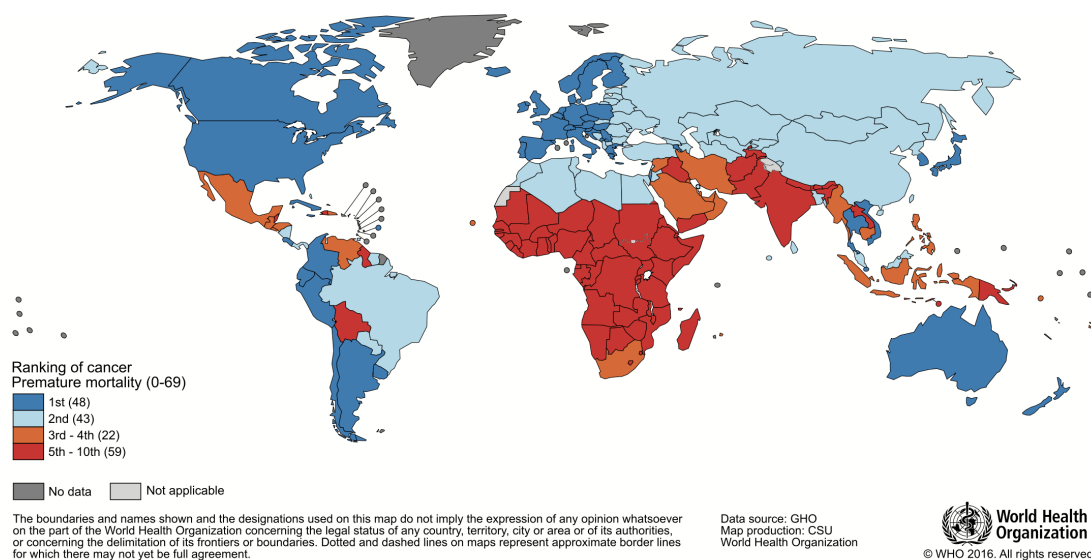 Ranking of cancer
Premature mortality (0-69)
1st (48)
2nd (43)
3rd - 4th (22)
5th - 10th (59)
No data
Not applicable
The boundaries and names shown and the designations used on this map do not imply the expression of any opinion whatsoever
on the part of the World Health Organization concerning the legal status of any country, territory, city or area or of its authorities,
or concerning the delimitation of its frontiers or boundaries. Dotted and dashed lines on maps represent approximate border lines
for which there may not yet be full agreement.
Data source: GHO
Map production: CSU
World Health Organization
World Health
Organization
© WHO 2016. All rights reserved